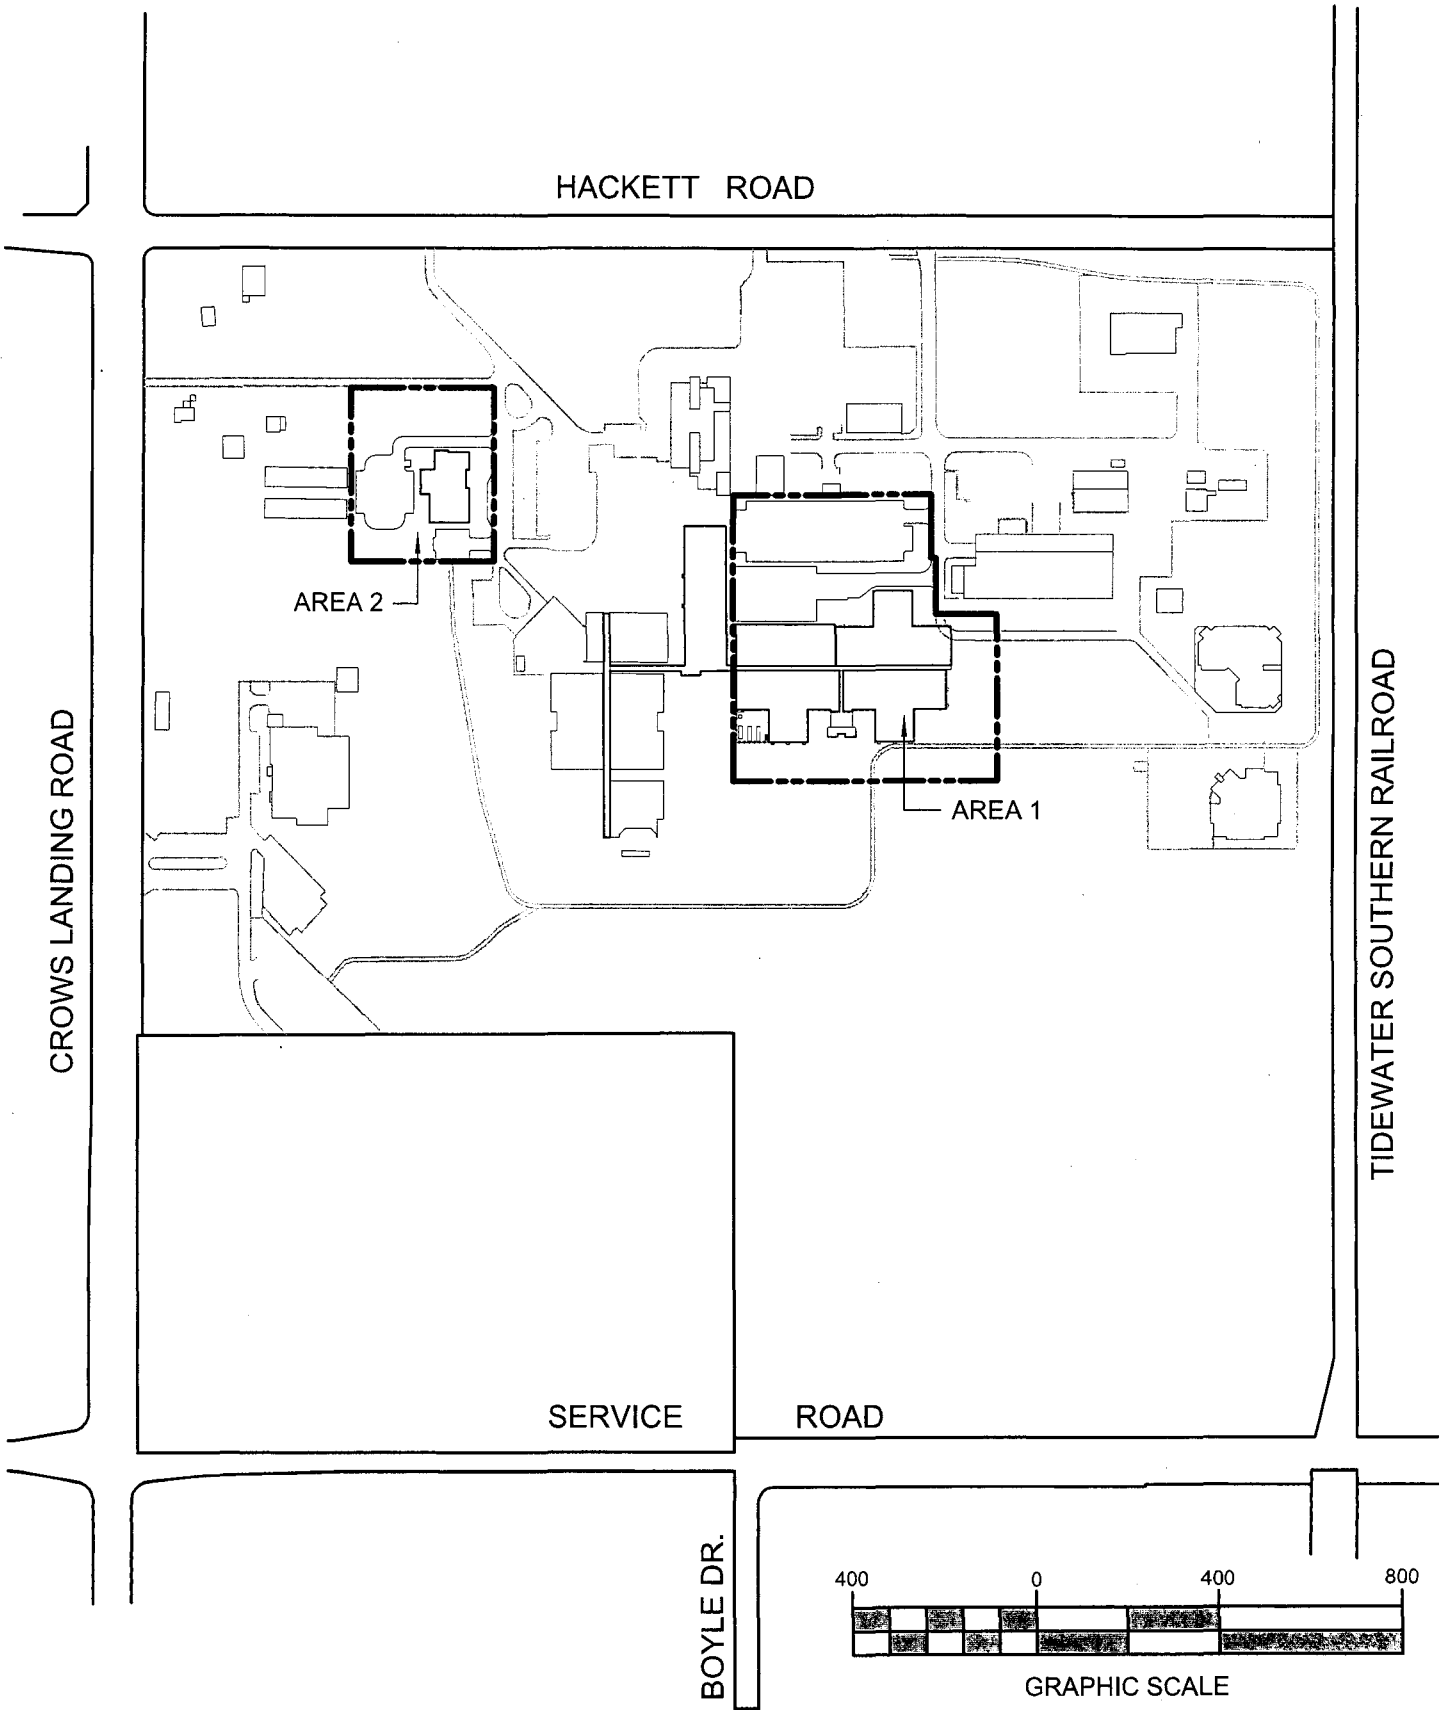 HACKETT ROAD
AREA 2
CROWS LANDING ROAD
TIDEWATER SOUTHERN RAILROAD
AREA 1
SERVICE ROAD
BOYLE DR.
400 0 400 800
GRAPHIC SCALE